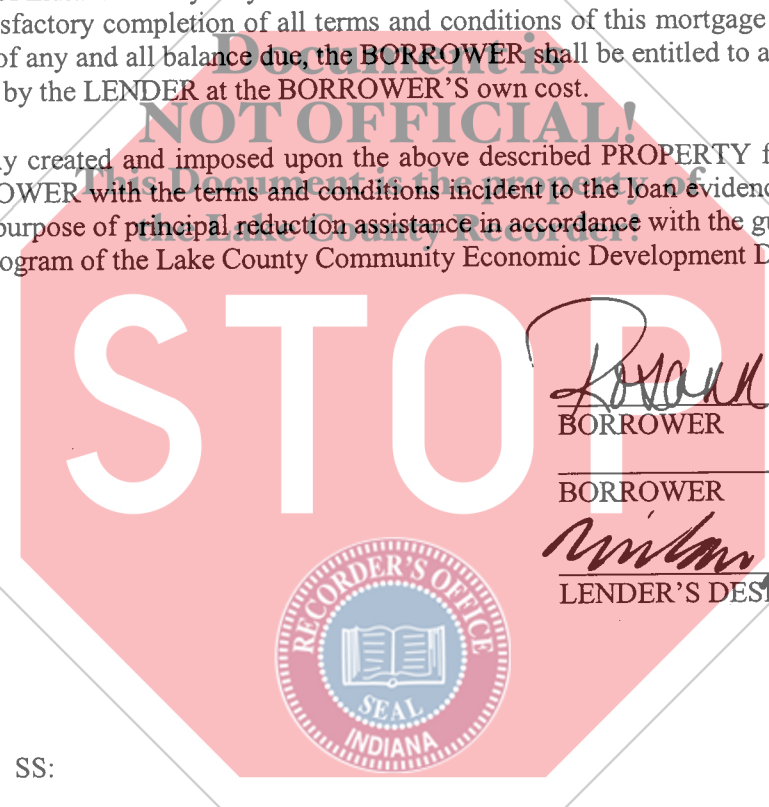 sfactory completion of all terms and conditions of this mortgage
of any and all balance due, the BORROWER shall be entitled to a
by the LENDER at the BORROWER'S own cost.
Document is
NOT OFFICIAL!
This Document is the property of
the Lake County Recorder!
y created and imposed upon the above described PROPERTY f
OWER with the terms and conditions incident to the loan evidenc
purpose of principal reduction assistance in accordance with the gu
ogram of the Lake County Community Economic Development D
STOP
BORROWER
BORROWER
LENDER'S DES
RECORDER'S OFFICE
SEAL
INDIANA
SS: